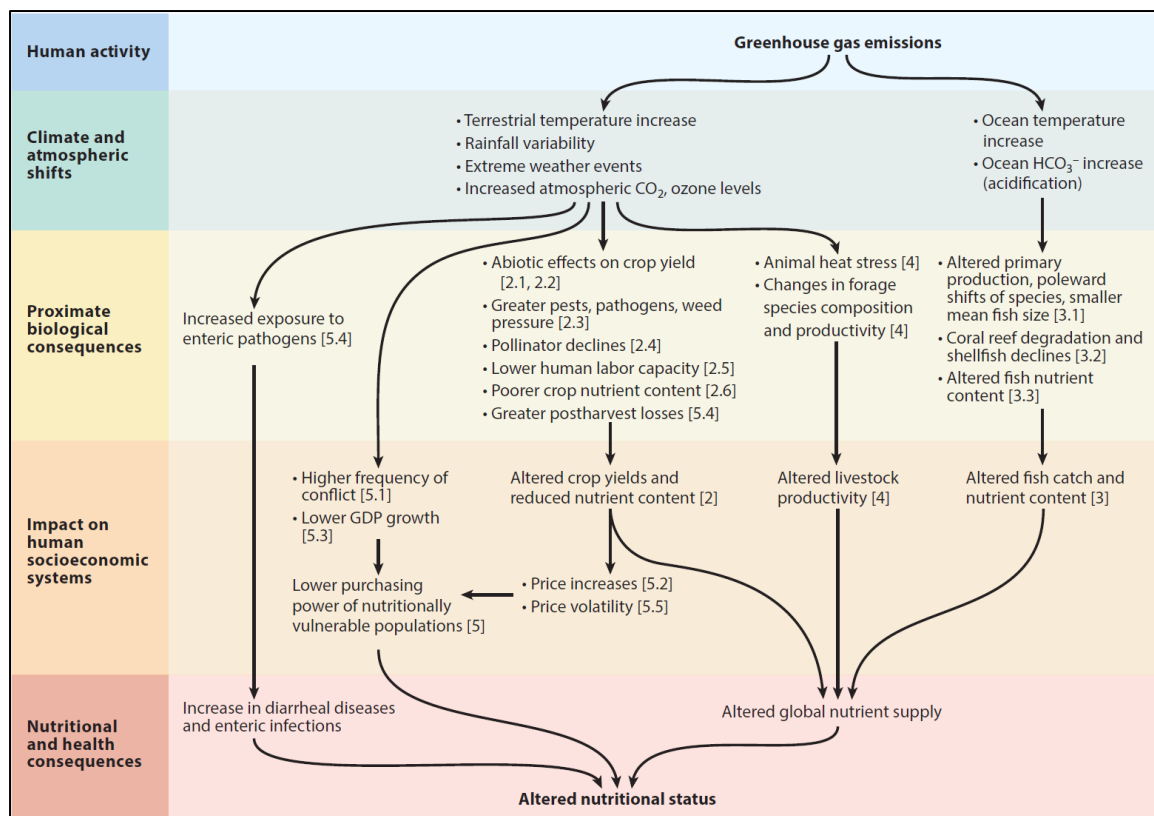 Human activity
Greenhouse gas emissions
Climate and
atmospheric
shifts
• Terrestrial temperature increase
• Rainfall variability
• Extreme weather events
• Increased atmospheric CO₂, ozone levels
• Ocean temperature
increase
• Ocean HCO₃⁻ increase
(acidification)
Proximate
biological
consequences
Increased exposure to
enteric pathogens [5.4]
• Abiotic effects on crop yield
[2.1, 2.2]
• Greater pests, pathogens, weed
pressure [2.3]
• Pollinator declines [2.4]
• Lower human labor capacity [2.5]
• Poorer crop nutrient content [2.6]
• Greater postharvest losses [5.4]
• Animal heat stress [4]
• Changes in forage
species composition
and productivity [4]
• Altered primary
production, poleward
shifts of species, smaller
mean fish size [3.1]
• Coral reef degradation and
shellfish declines [3.2]
• Altered fish nutrient
content [3.3]
Impact on
human
socioeconomic
systems
• Higher frequency of
conflict [5.1]
• Lower GDP growth
[5.3]
Altered crop yields and
reduced nutrient content [2]
Altered livestock
productivity [4]
Altered fish catch and
nutrient content [3]
Lower purchasing
power of nutritionally
vulnerable populations [5]
• Price increases [5.2]
• Price volatility [5.5]
Nutritional
and health
consequences
Increase in diarrheal diseases
and enteric infections
Altered global nutrient supply
Altered nutritional status